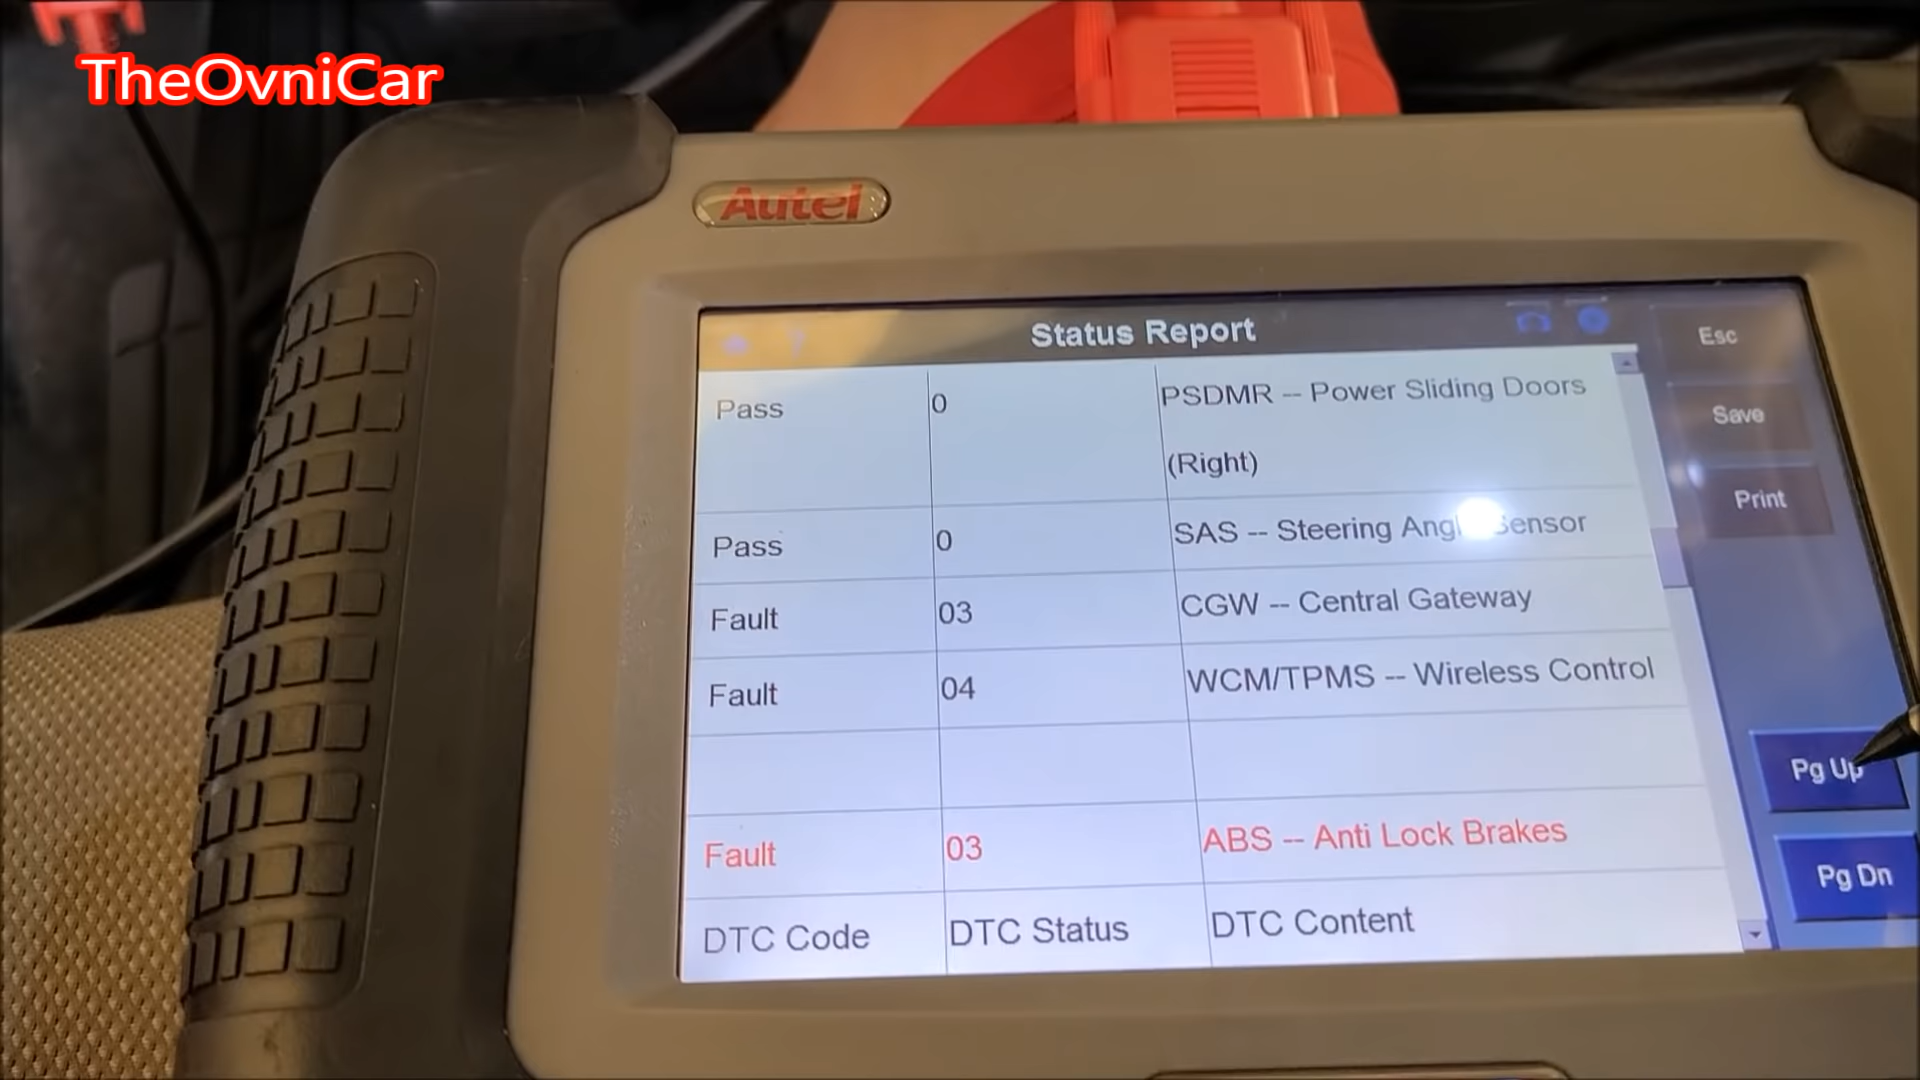 TheOvniCar
Autel
Status Report
Esc
Save
Print
Pass 0 PSDMR -- Power Sliding Doors
(Right)
Pass 0 SAS -- Steering Sensor
Fault 03 CGW -- Central Gateway
Fault 04 WCM/TPMS -- Wireless Control
Fault 03 ABS -- Anti Lock Brakes
DTC Code DTC Status DTC Content
Pg Up
Pg Dn